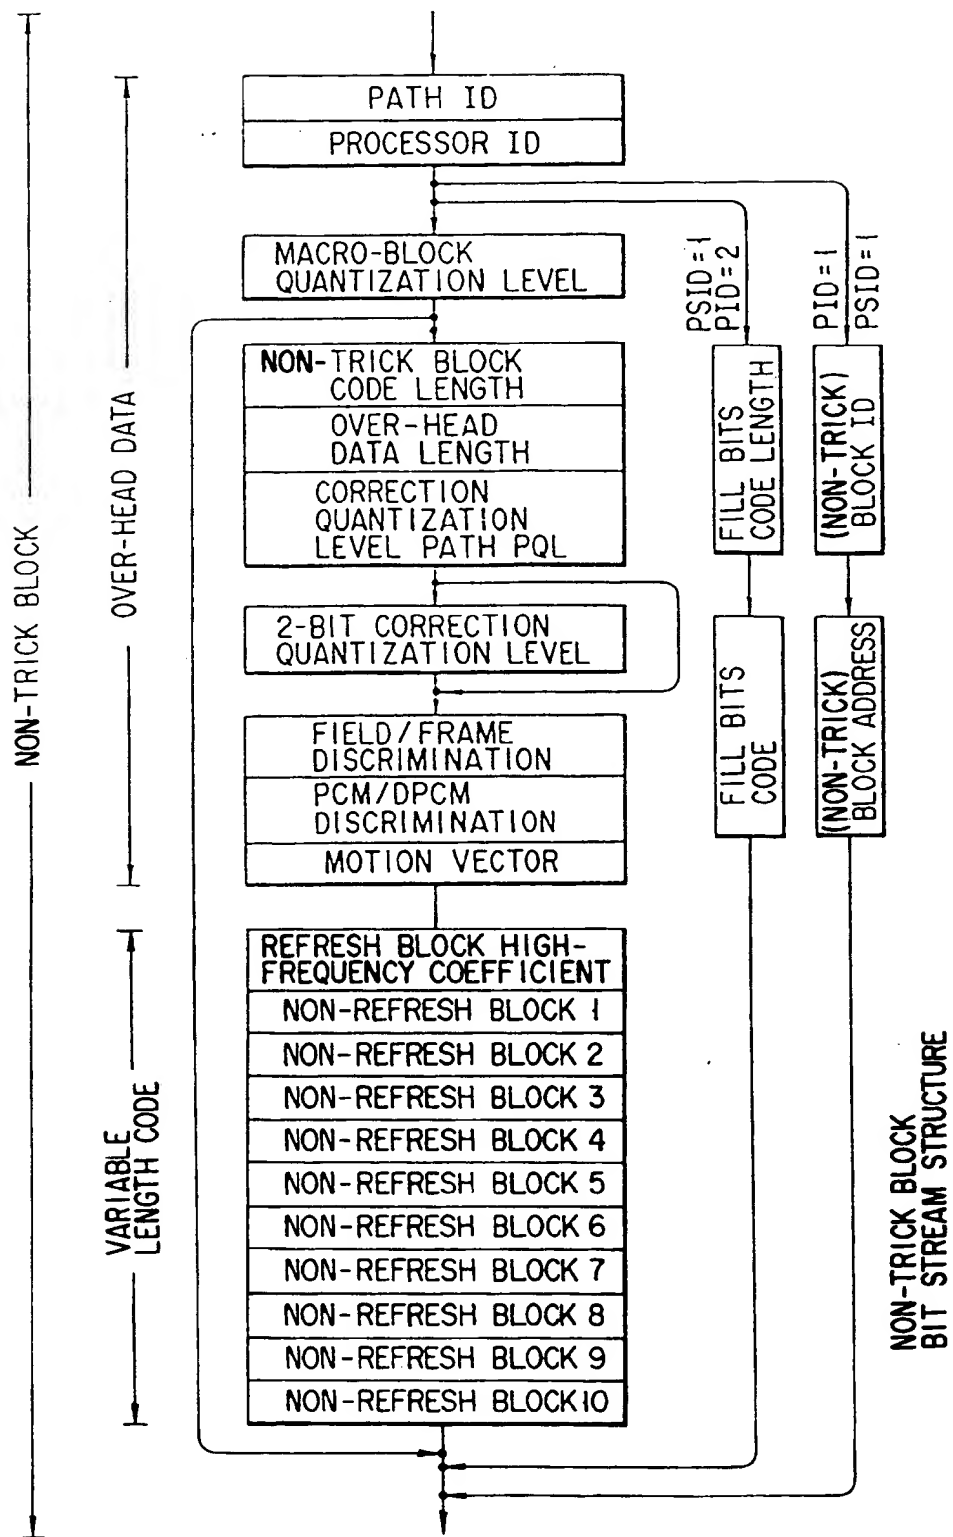 PATH ID
PROCESSOR ID
MACRO-BLOCK
QUANTIZATION LEVEL
NON-TRICK BLOCK
CODE LENGTH
OVER-HEAD
DATA LENGTH
CORRECTION
QUANTIZATION
LEVEL PATH PQL
2-BIT CORRECTION
QUANTIZATION LEVEL
FIELD/FRAME
DISCRIMINATION
PCM/DPCM
DISCRIMINATION
MOTION VECTOR
REFRESH BLOCK HIGH-
FREQUENCY COEFFICIENT
NON-REFRESH BLOCK 1
NON-REFRESH BLOCK 2
NON-REFRESH BLOCK 3
NON-REFRESH BLOCK 4
NON-REFRESH BLOCK 5
NON-REFRESH BLOCK 6
NON-REFRESH BLOCK 7
NON-REFRESH BLOCK 8
NON-REFRESH BLOCK 9
NON-REFRESH BLOCK 10
NON-TRICK BLOCK
OVER-HEAD DATA
VARIABLE
LENGTH CODE
PSID=1
PID=2
FILL BITS
CODE LENGTH
FILL BITS
CODE
PID=1
PSID=1
(NON-TRICK)
BLOCK ID
(NON-TRICK)
BLOCK ADDRESS
NON-TRICK BLOCK
BIT STREAM STRUCTURE